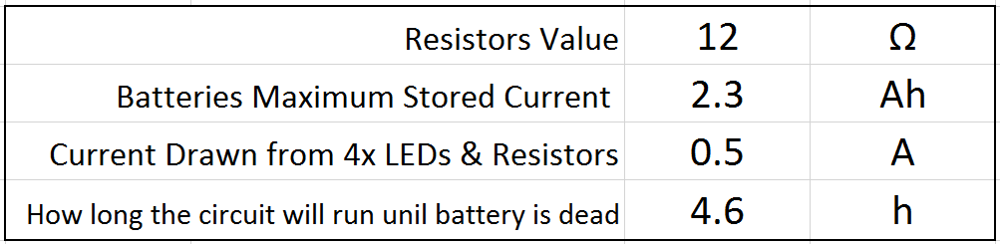 Resistors Value 12 Ω
Batteries Maximum Stored Current 2.3 Ah
Current Drawn from 4x LEDs & Resistors 0.5 A
How long the circuit will run unil battery is dead 4.6 h